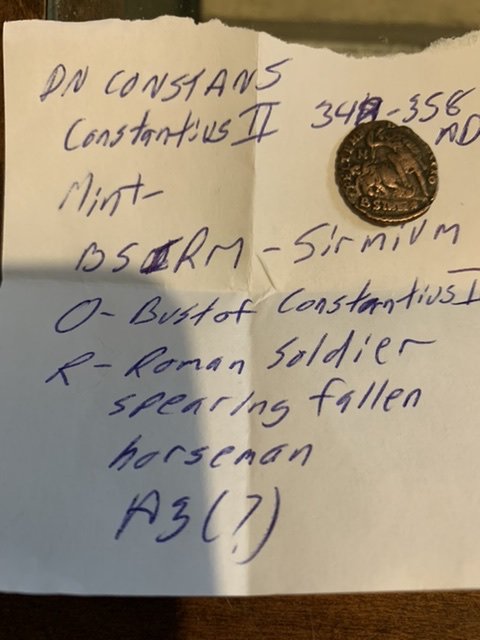 DN CONSTANS
Constantius II 348-358 AD
Mint-
BSIRM - Sirmium
O- Bust of Constantius I
R- Roman Soldier
spearing fallen
horseman
A3(?)
BSIRM